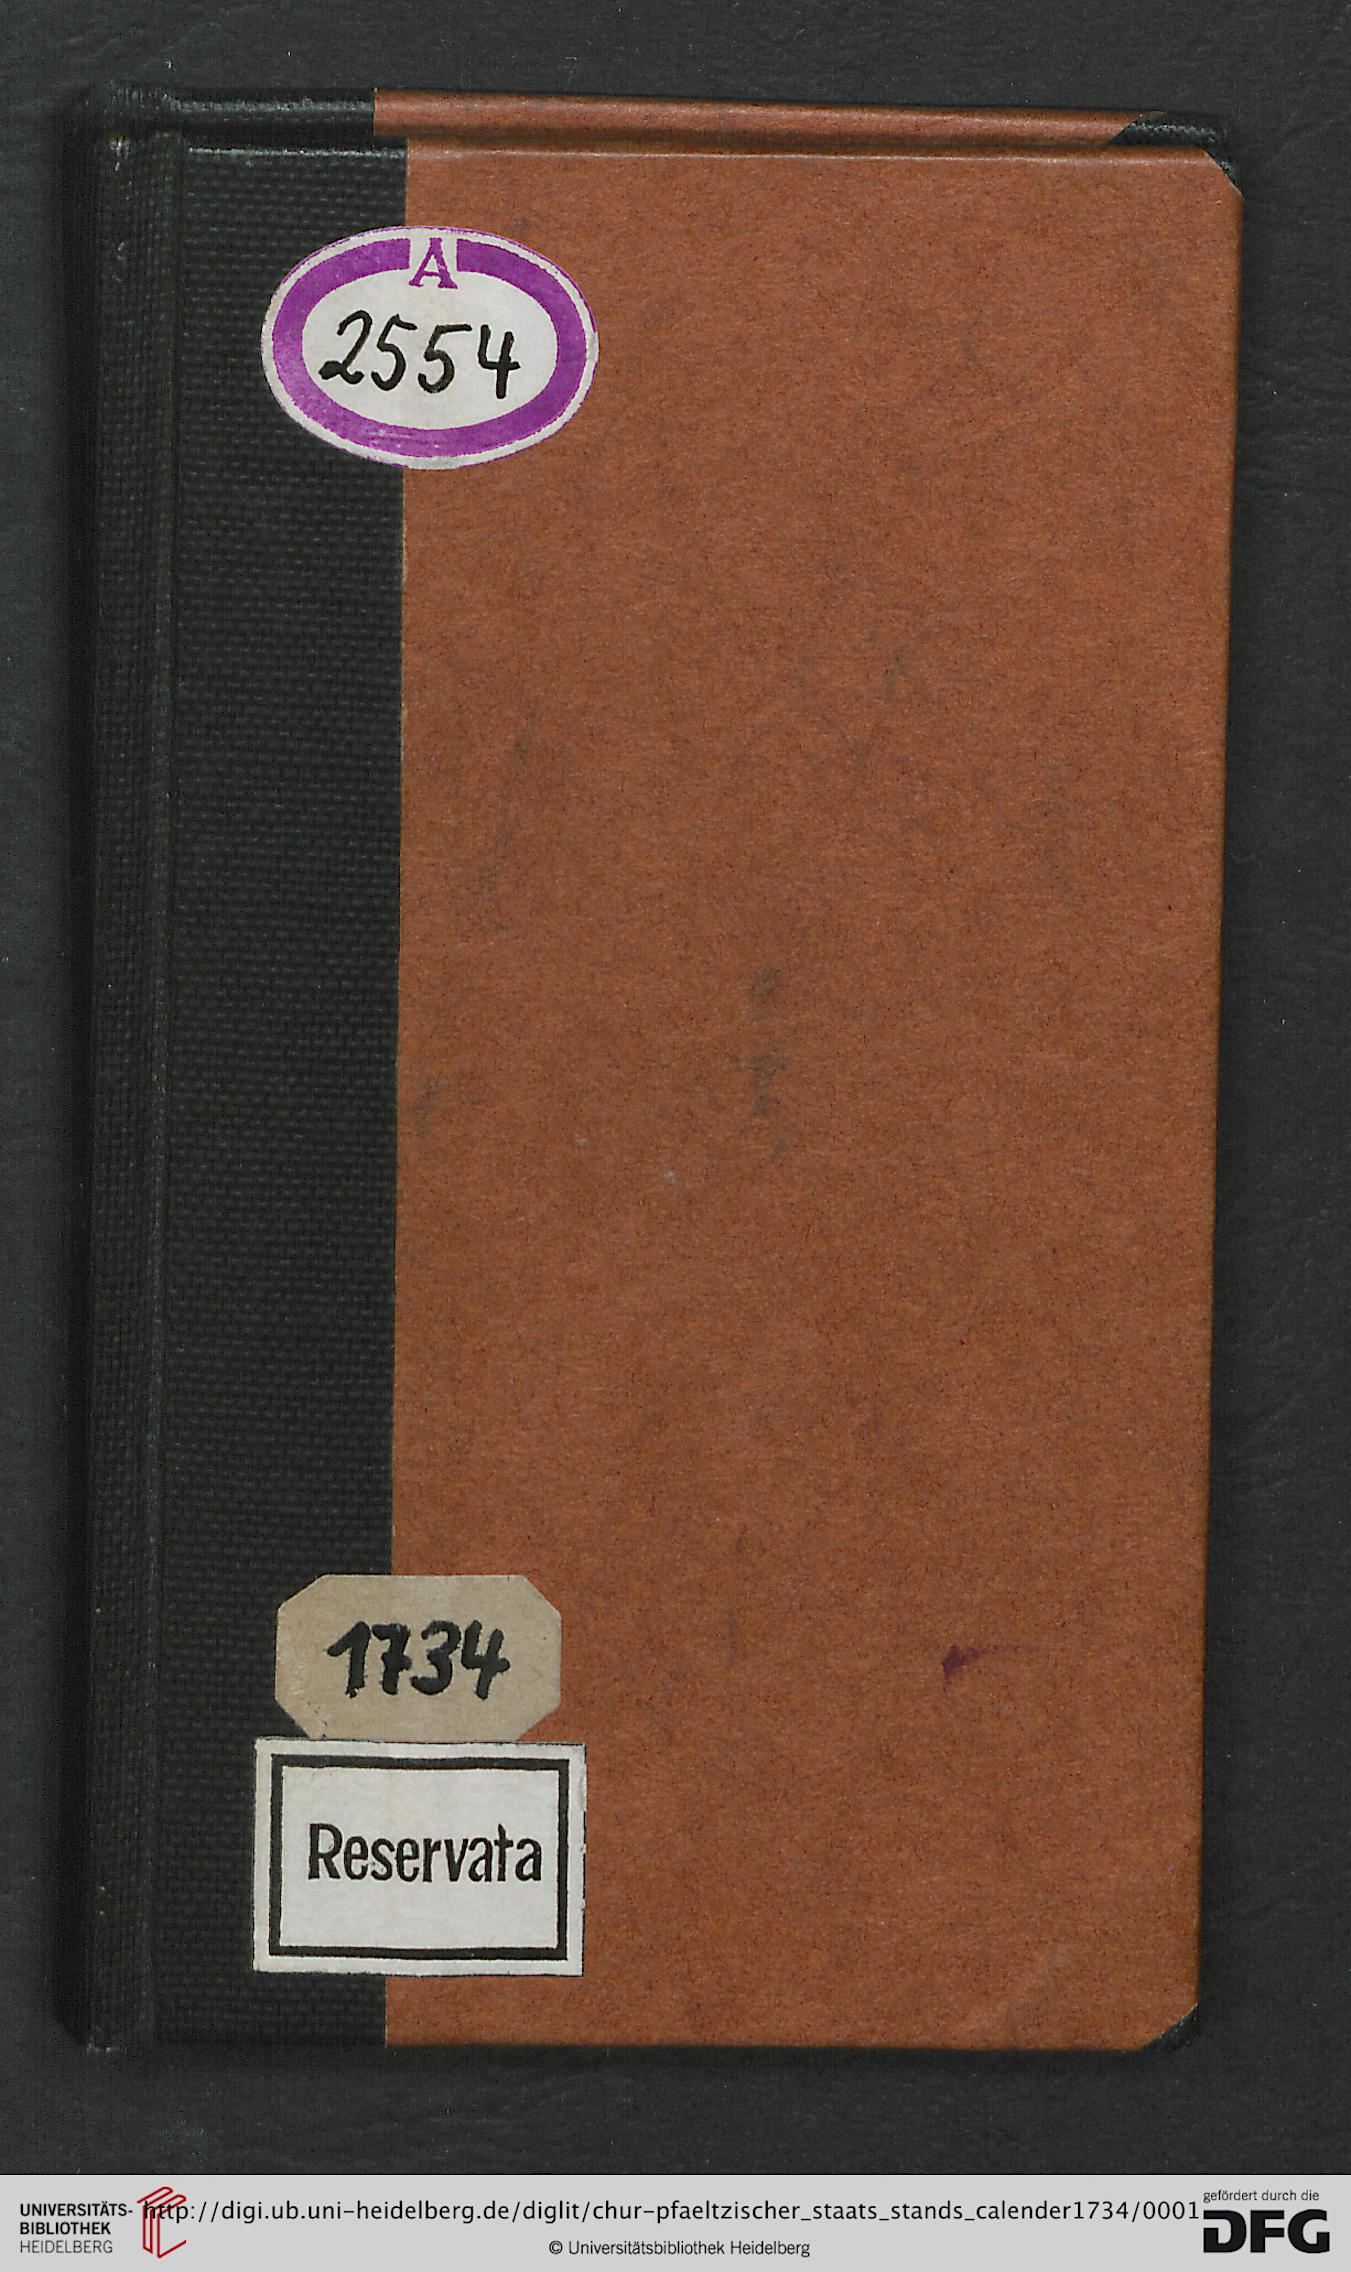 A
2554
1734
Reservata
UNIVERSITÄTS-
BIBLIOTHEK
HEIDELBERG
http://digi.ub.uni-heidelberg.de/diglit/chur-pfaeltzischer_staats_stands_calender1734/0001
© Universitätsbibliothek Heidelberg
gefördert durch die
DFG